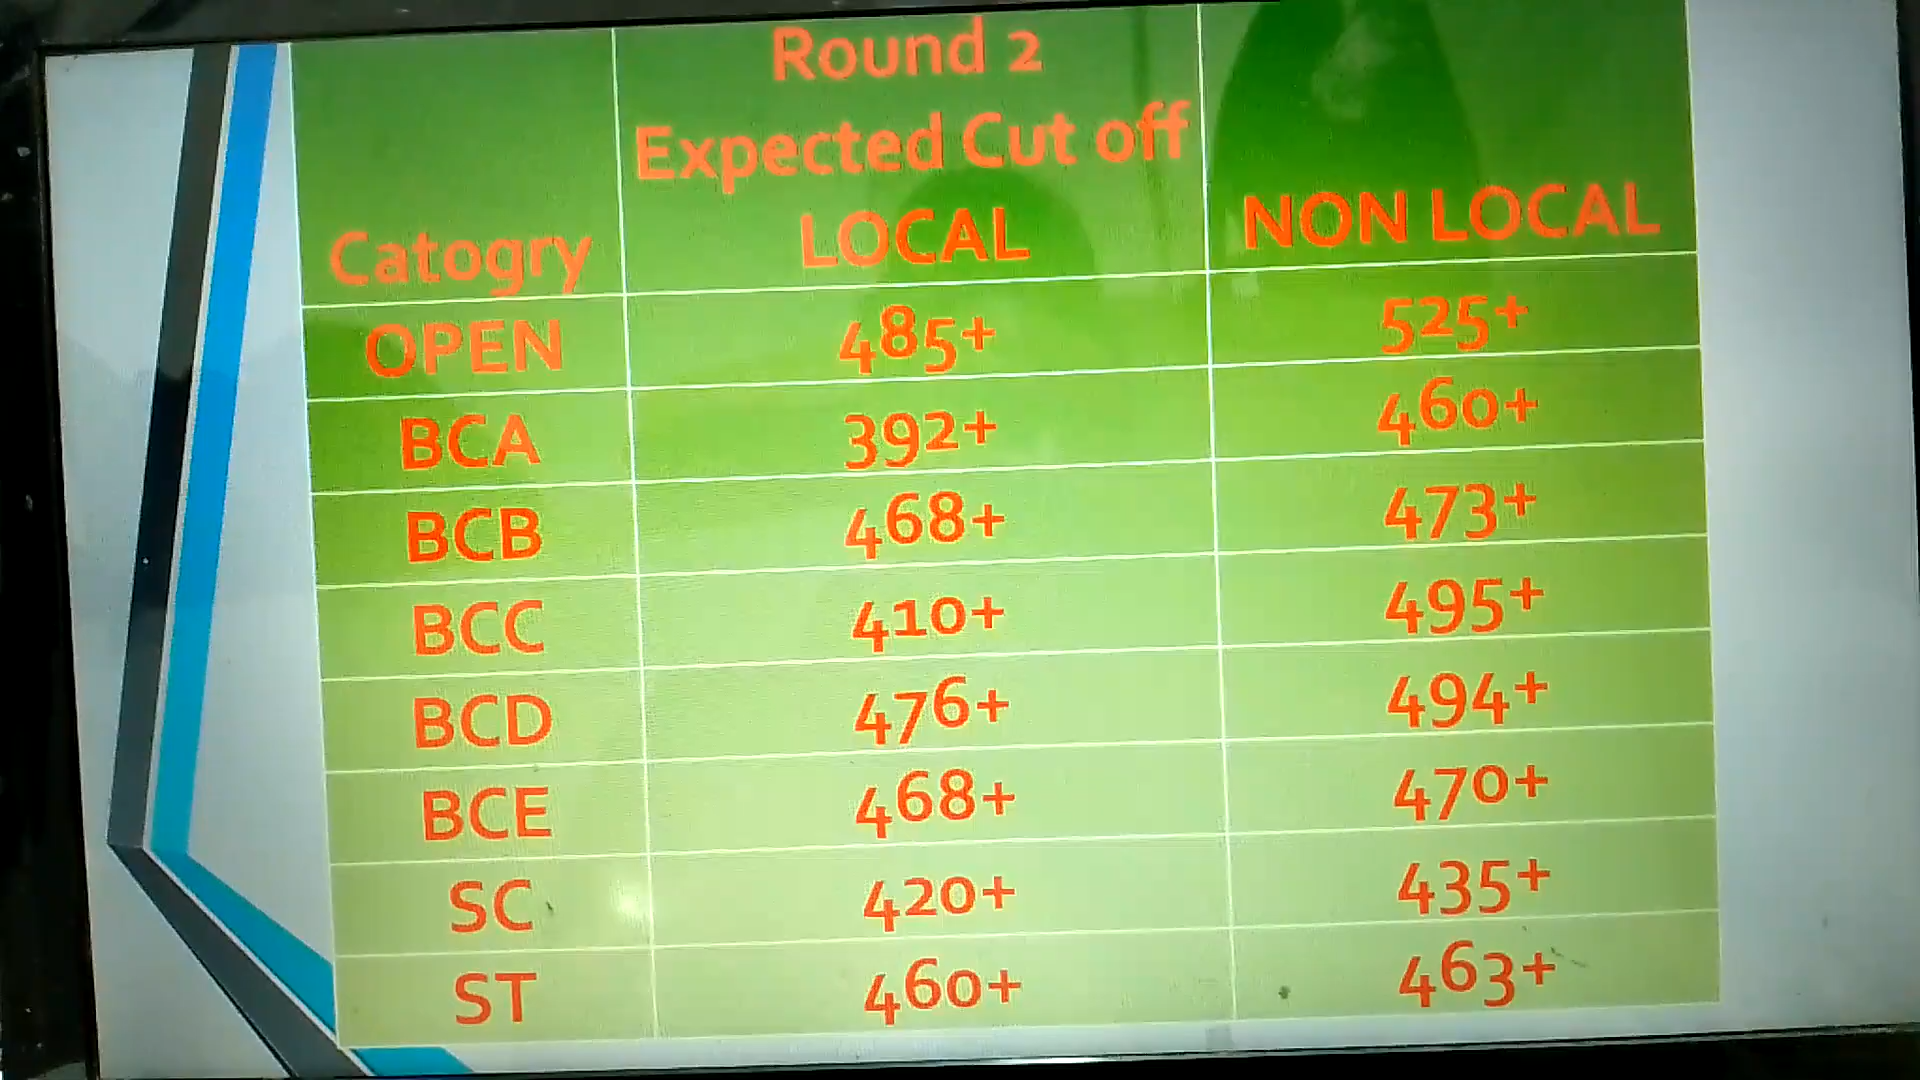 Round 2
Expected Cut off
Catogry LOCAL NON LOCAL
OPEN 485+ 525+
BCA 392+ 460+
BCB 468+ 473+
BCC 410+ 495+
BCD 476+ 494+
BCE 468+ 470+
SC 420+ 435+
ST 460+ 463+